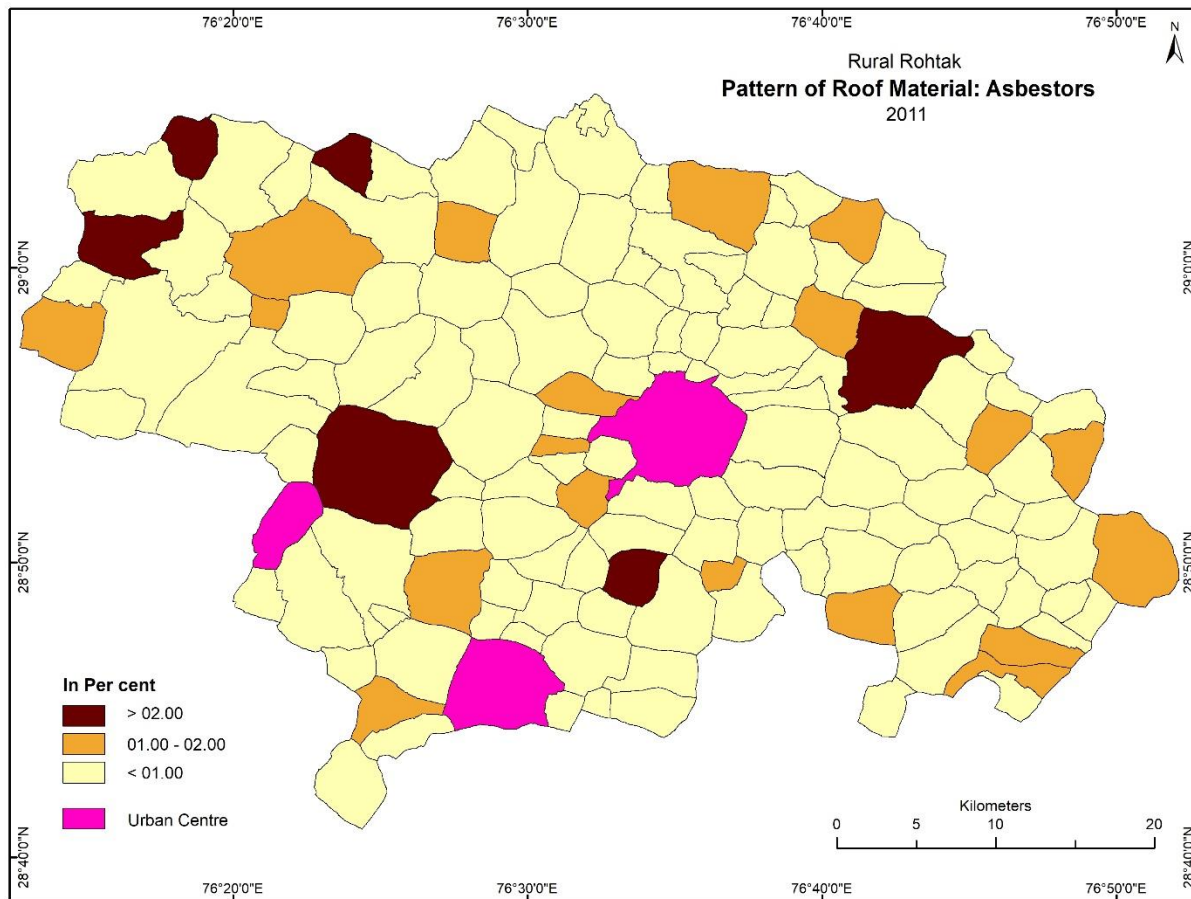 76°20'0"E 76°30'0"E 76°40'0"E 76°50'0"E
N
Rural Rohtak
Pattern of Roof Material: Asbestors
2011
29°0'0"N
29°0'0"N
28°50'0"N
28°50'0"N
In Per cent
> 02.00
01.00 - 02.00
< 01.00
Urban Centre
Kilometers
0 5 10 20
28°40'0"N
28°40'0"N
76°20'0"E 76°30'0"E 76°40'0"E 76°50'0"E